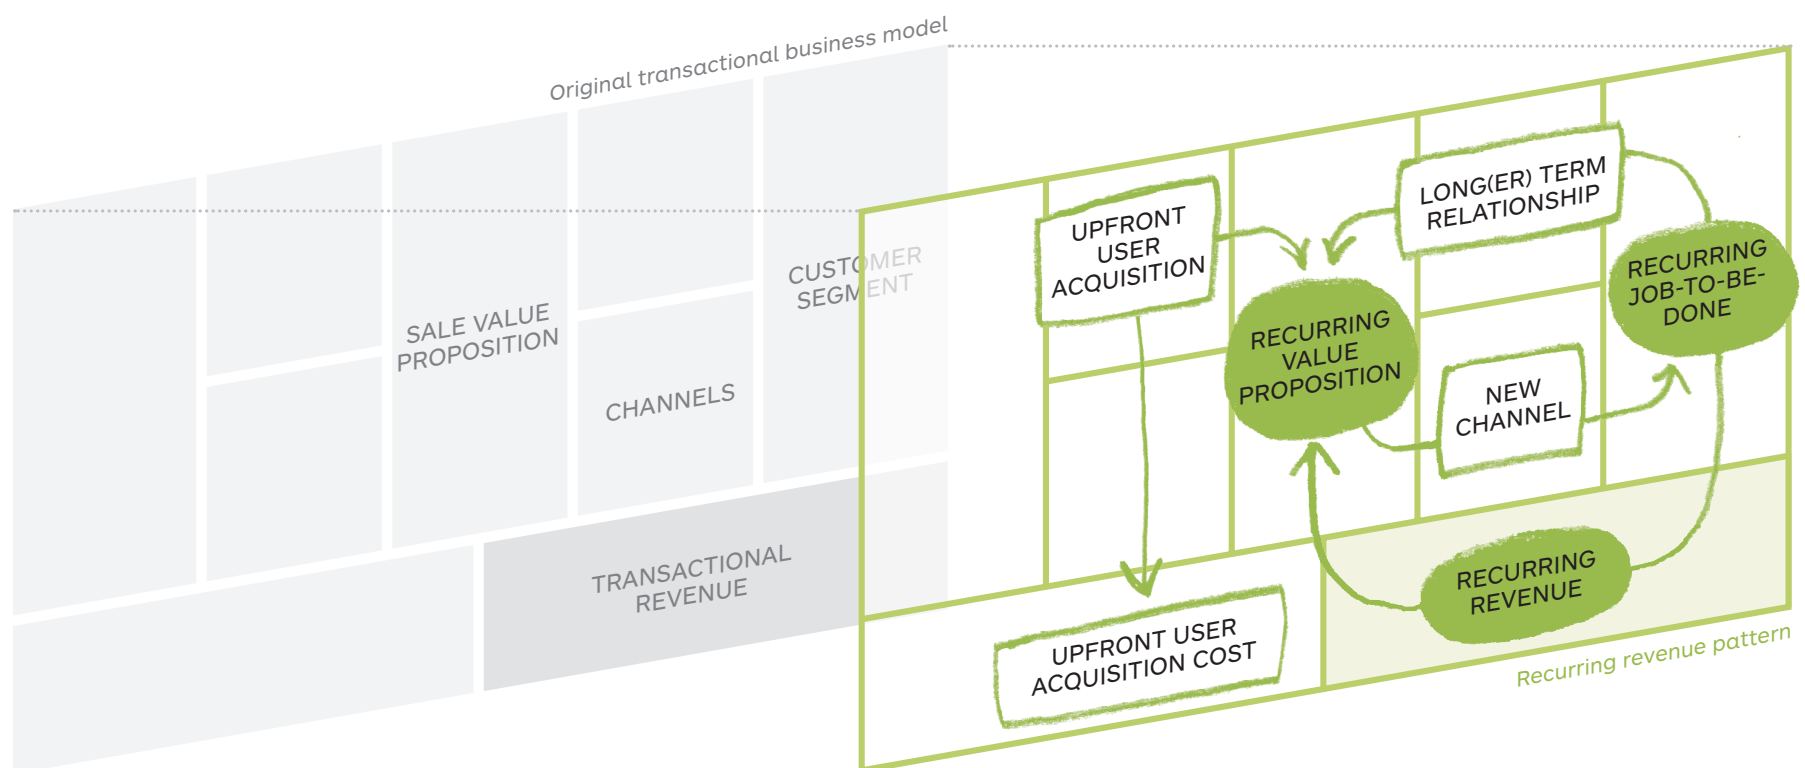 Original transactional business model
SALE VALUE
PROPOSITION
CHANNELS
CUSTOMER
SEGMENT
TRANSACTIONAL
REVENUE
UPFRONT
USER
ACQUISITION
LONG(ER) TERM
RELATIONSHIP
RECURRING
JOB-TO-BE-
DONE
RECURRING
VALUE
PROPOSITION
NEW
CHANNEL
UPFRONT USER
ACQUISITION COST
RECURRING
REVENUE
Recurring revenue pattern